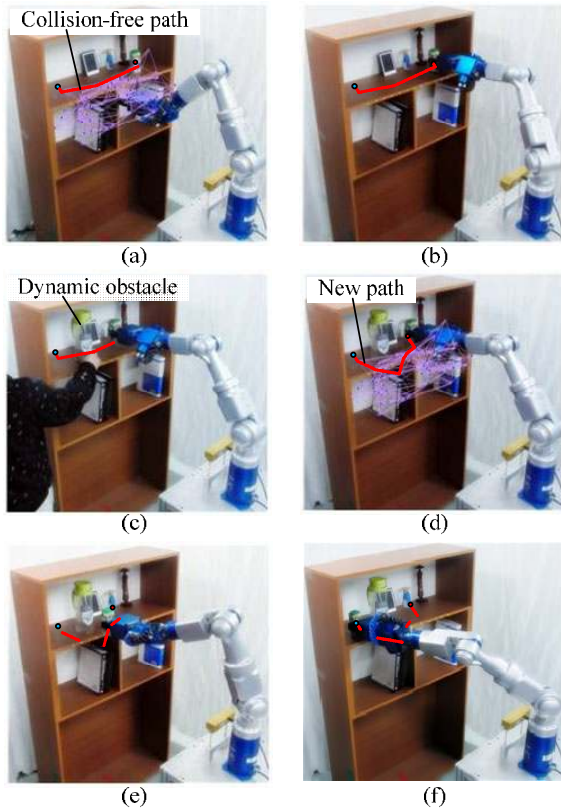 Collision-free path
(a)
(b)
Dynamic obstacle
New path
(c)
(d)
(e)
(f)